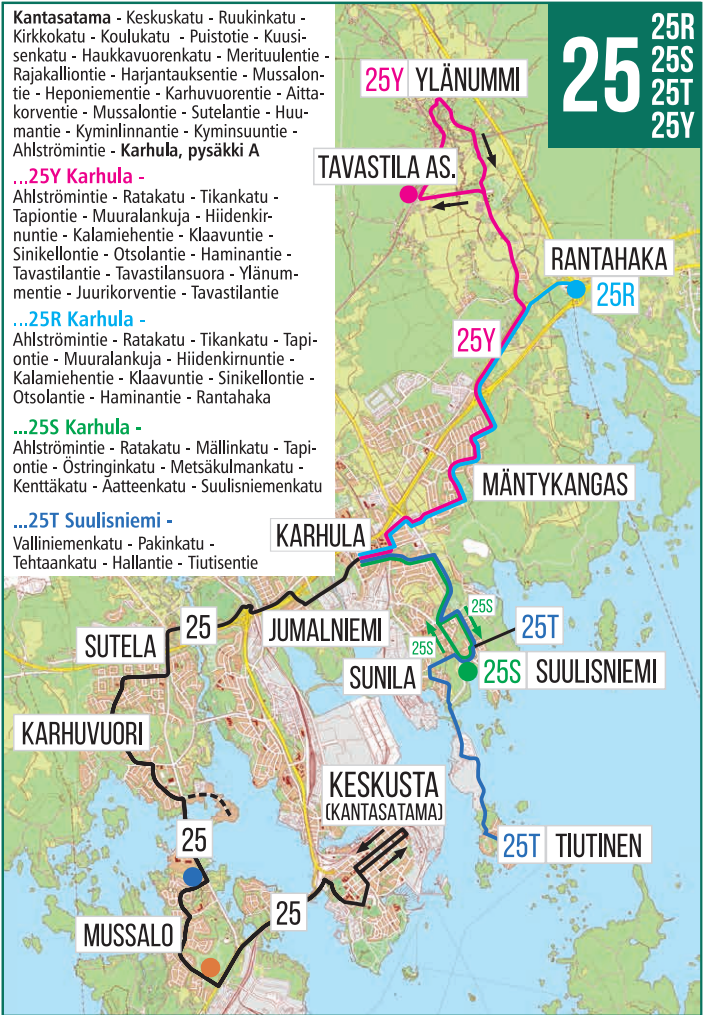 Kantasatama - Keskuskatu - Ruukinkatu -
Kirkkokatu - Koulukatu - Puistotie - Kuusi-
senkatu - Haukkavuorenkatu - Merituulentie -
Rajakalliontie - Harjantauksentie - Mussalon-
tie - Heponiementie - Karhuvuorentie - Aitta-
korventie - Mussalontie - Sutelantie - Huu-
mantie - Kyminlinnantie - Kyminsuuntie -
Ahlströmintie - Karhula, pysäkki A
...25Y Karhula -
Ahlströmintie - Ratakatu - Tikankatu -
Tapiontie - Muuralankuja - Hiidenkir-
nuntie - Kalamiehentie - Klaavuntie -
Sinikellontie - Otsolantie - Haminantie -
Tavastilantie - Tavastilansuora - Ylänum-
mentie - Juurikorventie - Tavastilantie
...25R Karhula -
Ahlströmintie - Ratakatu - Tikankatu - Tapi-
ontie - Muuralankuja - Hiidenkirnuntie -
Kalamiehentie - Klaavuntie - Sinikellontie -
Otsolantie - Haminantie - Rantahaka
...25S Karhula -
Ahlströmintie - Ratakatu - Mällinkatu - Tapi-
ontie - Östringinkatu - Metsäkulmankatu -
Kenttäkatu - Aatteenkatu - Suulisniemenkatu
...25T Suulisniemi -
Valliniemenkatu - Pakinkatu -
Tehtaankatu - Hallantie - Tiutisentie
25
25R
25S
25T
25Y
25Y YLÄNUMMI
TAVASTILA AS.
RANTAHAKA
25R
25Y
MÄNTYKANGAS
KARHULA
25
JUMALNIEMI
25S
25T
SUTELA
25S
SUNILA
25S SUULISNIEMI
KARHUVUORI
KESKUSTA
(KANTASATAMA)
25
25T TIUTINEN
25
MUSSALO